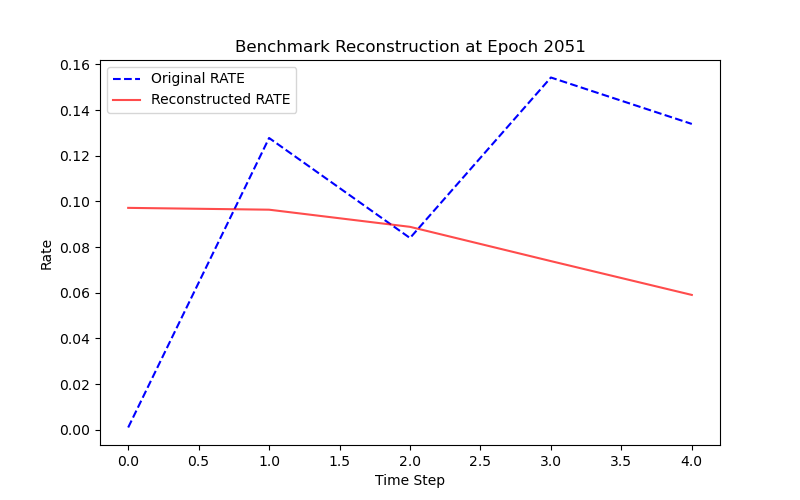 Benchmark Reconstruction at Epoch 2051
Original RATE
Reconstructed RATE
0.16
0.14
0.12
0.10
0.08
0.06
0.04
0.02
0.00
Rate
0.0 0.5 1.0 1.5 2.0 2.5 3.0 3.5 4.0
Time Step